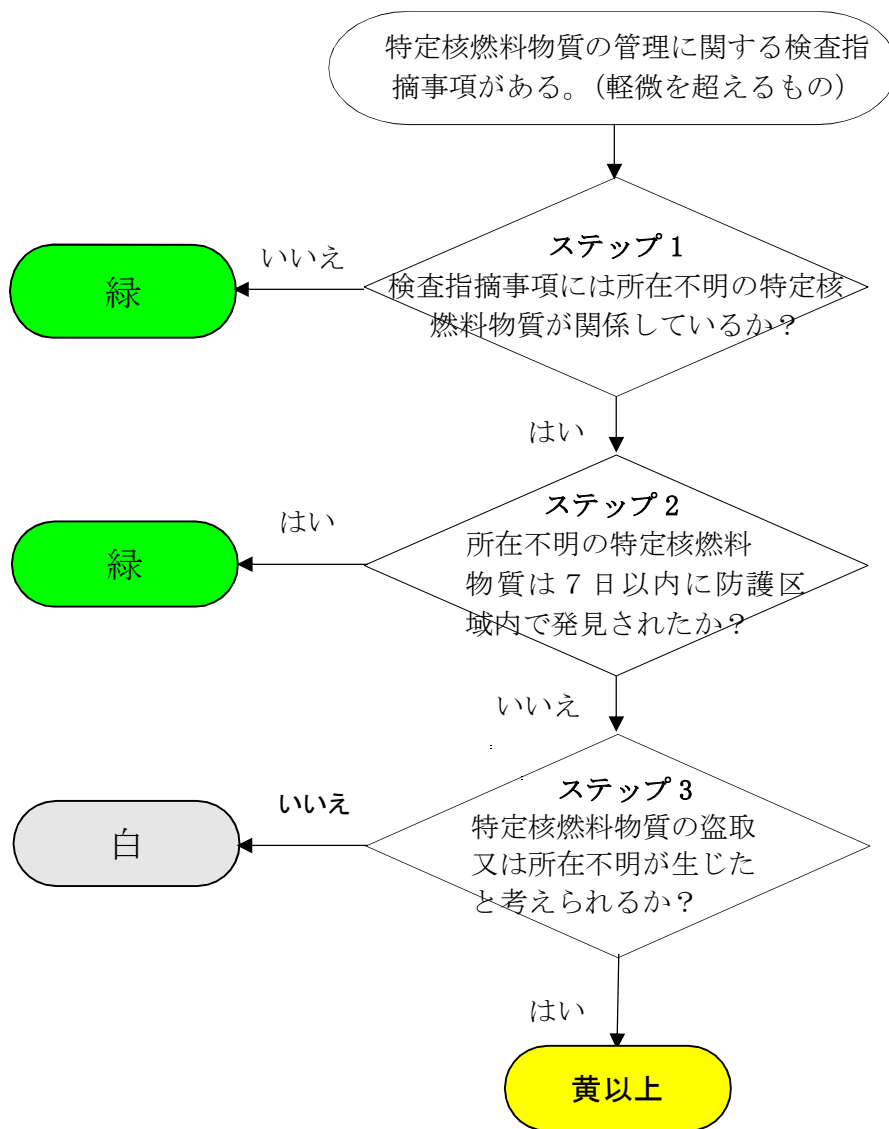 特定核燃料物質の管理に関する検査指
摘事項がある。（軽微を超えるもの）
ステップ１
いいえ
緑
検査指摘事項には所在不明の特定核
燃料物質が関係しているか？
はい
ステップ２
はい
緑
所在不明の特定核燃料
物質は７日以内に防護区
域内で発見されたか？
いいえ
ステップ３
いいえ
白
特定核燃料物質の盗取
又は所在不明が生じた
と考えられるか？
はい
黄以上